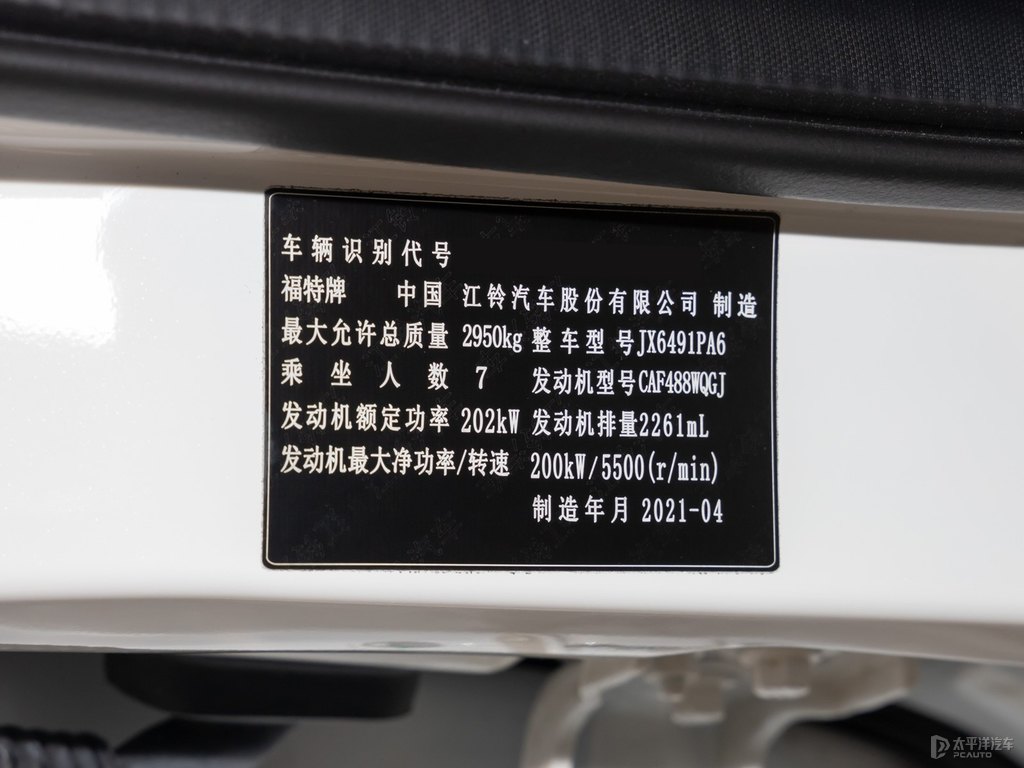 车辆识别代号
福特牌 中国 江铃汽车股份有限公司 制造
最大允许总质量 2950kg 整车型号JX6491PA6
乘坐人数 7 发动机型号CAF488WQGJ
发动机额定功率 202kW 发动机排量2261mL
发动机最大净功率/转速 200kW/5500(r/min)
制造年月 2021-04
太平洋汽车
PCAUTO